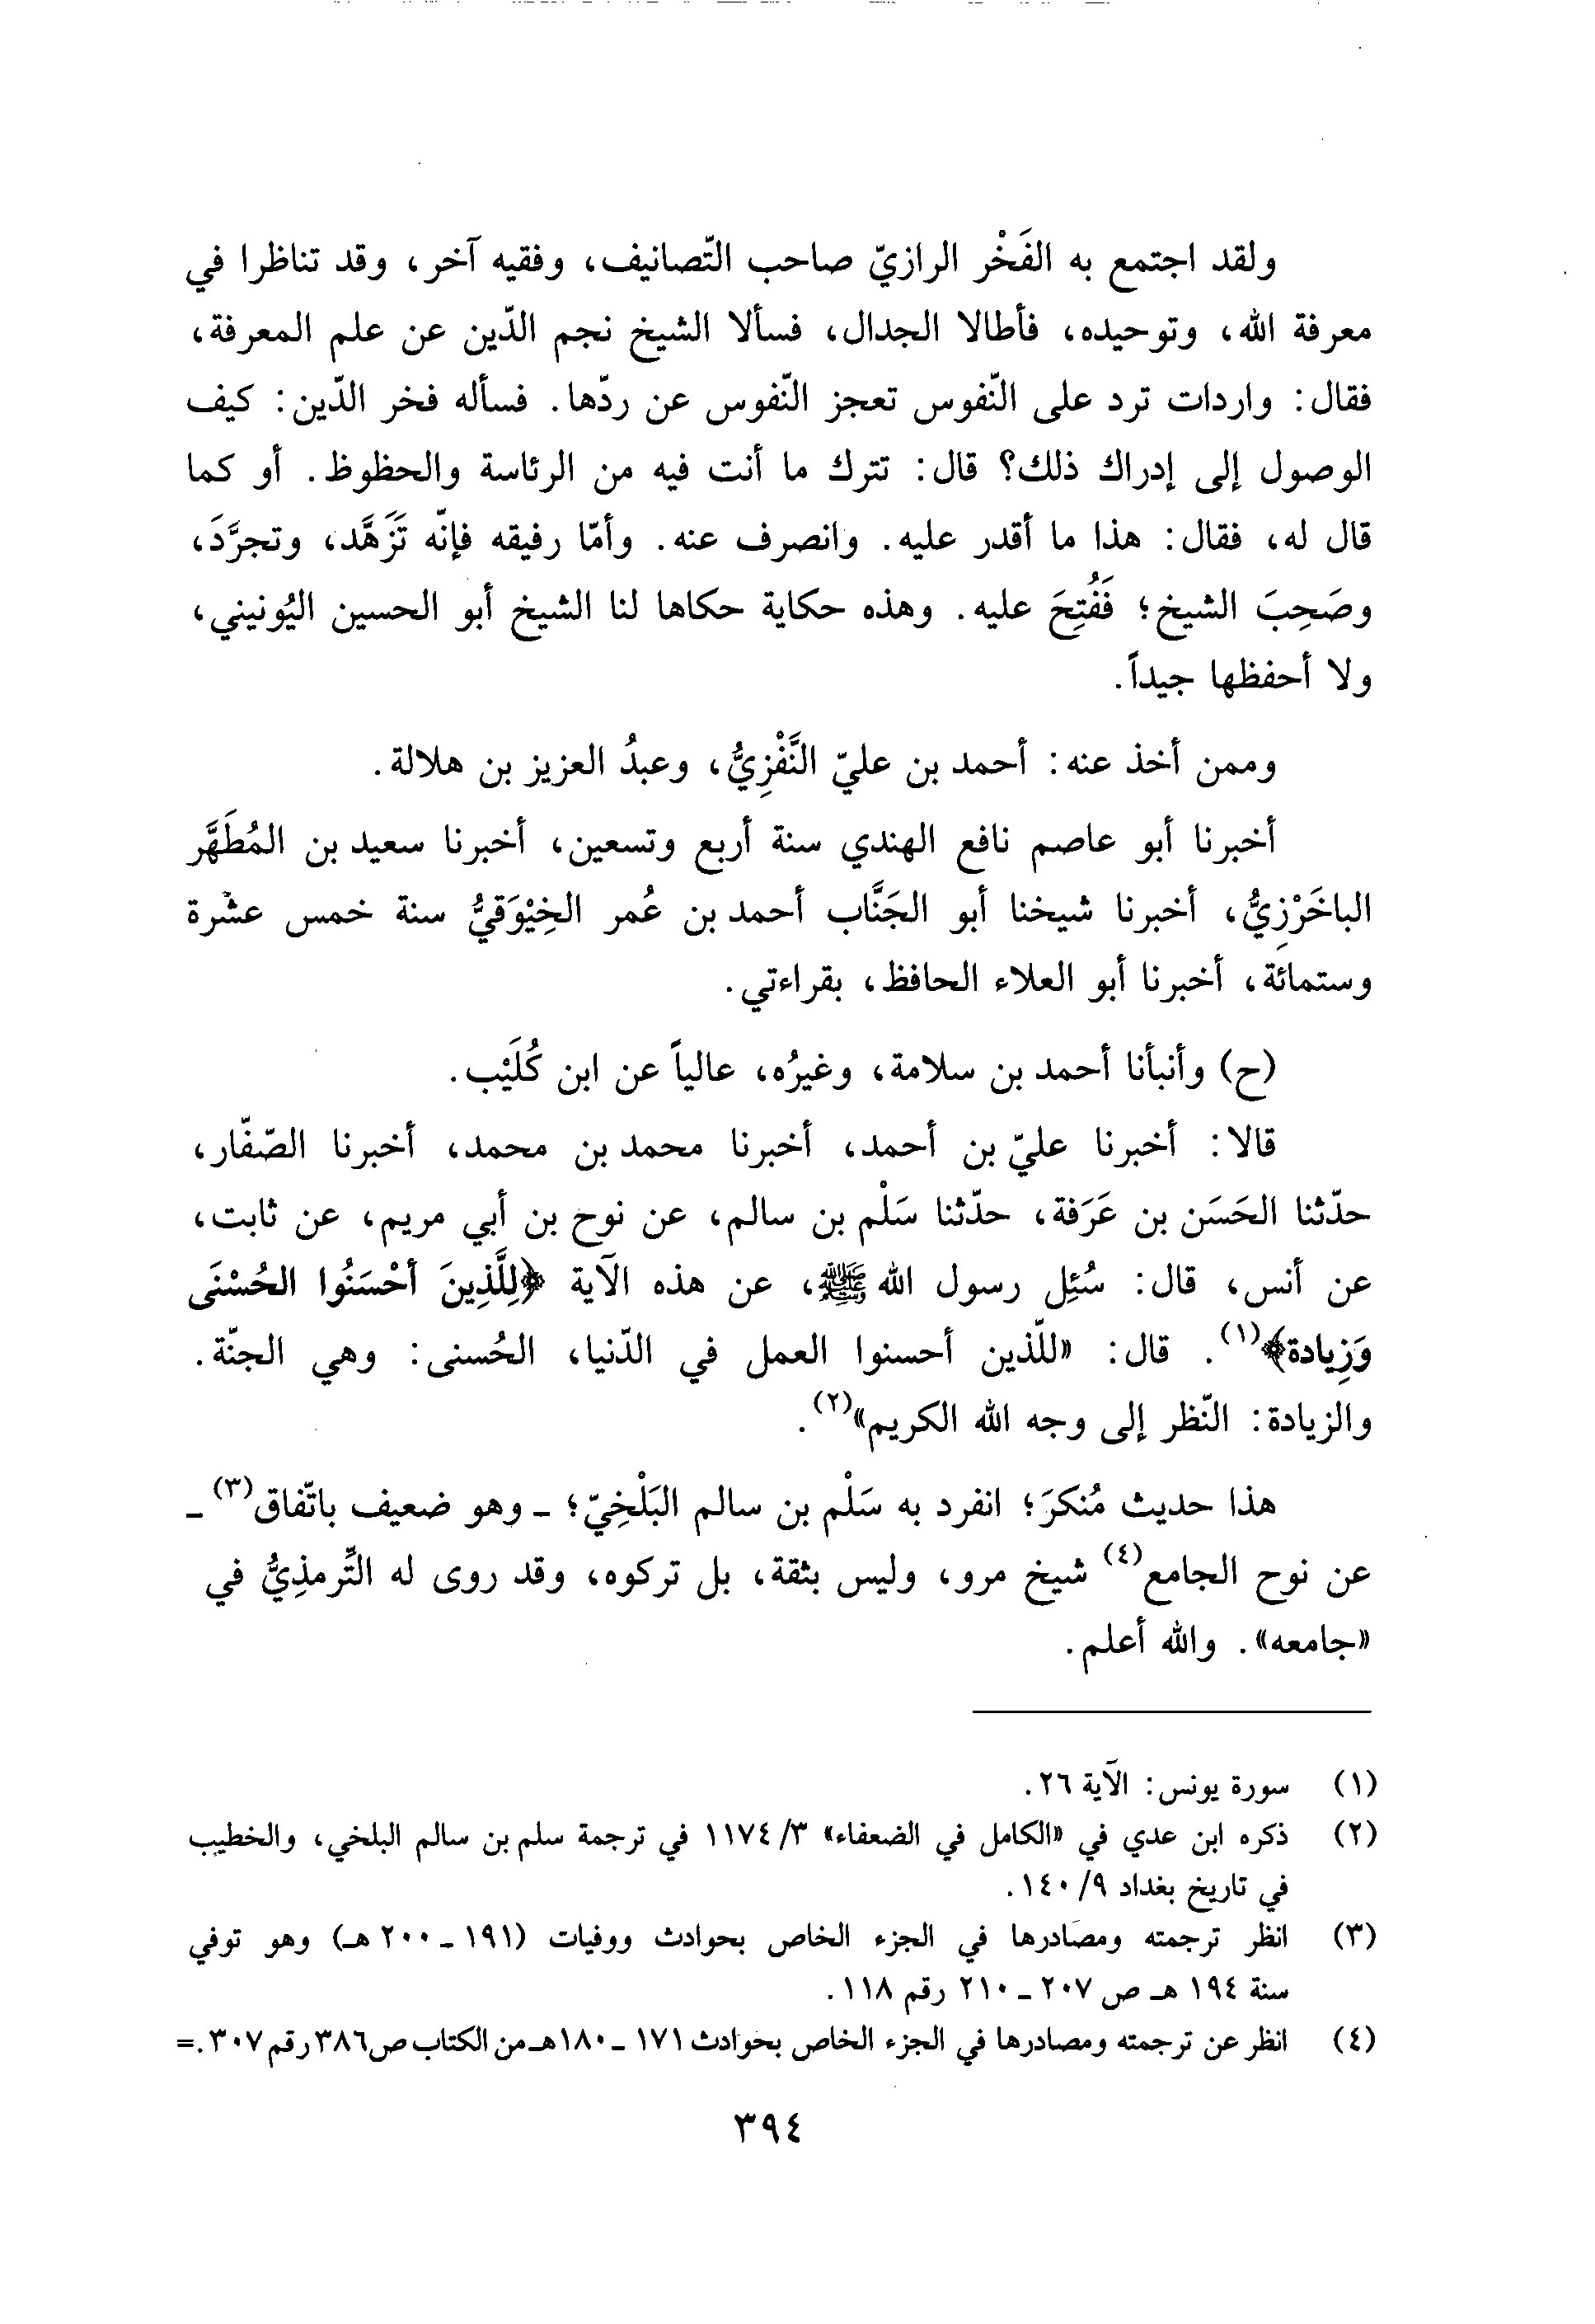 ولقد اجتمع به الفَخْر الرازيّ صاحب التّصانيف، وفقيه آخر، وقد تناظرا في
معرفة الله، وتوحيده، فأطالا الجدال، فسألا الشيخ نجم الدّين عن علم المعرفة،
فقال: واردات ترد على النّفوس تعجز النّفوس عن ردّها. فسأله فخر الدّين: كيف
الوصول إلى إدراك ذلك؟ قال: تترك ما أنت فيه من الرئاسة والحظوظ. أو كما
قال له، فقال: هذا ما أقدر عليه. وانصرف عنه. وأمّا رفيقه فإنّه تَزَهَّد، وتجرَّدَ،
وصَحِبَ الشيخ؛ فَفُتِحَ عليه. وهذه حكاية حكاها لنا الشيخ أبو الحسين اليُونيني،
ولا أحفظها جيداً.
وممن أخذ عنه: أحمد بن عليّ النَّفْزِيُّ، وعبدُ العزيز بن هلالة.
أخبرنا أبو عاصم نافع الهندي سنة أربع وتسعين، أخبرنا سعيد بن المُطَهَّر
الباخَرْزِيُّ، أخبرنا شيخنا أبو الجَنَّاب أحمد بن عُمر الخِيْوَقيُّ سنة خمس عشرة
وستمائة، أخبرنا أبو العلاء الحافظ، بقراءتي.
(ح) وأنبأنا أحمد بن سلامة، وغيرُه، عالياً عن ابن كُلَيْب.
قالا: أخبرنا عليّ بن أحمد، أخبرنا محمد بن محمد، أخبرنا الصّفّار،
حدّثنا الحَسَن بن عَرَفة، حدّثنا سَلْم بن سالم، عن نوح بن أبي مريم، عن ثابت،
عن أنس، قال: سُئِل رسول الله ﷺ، عن هذه الآية ﴿لِلَّذِينَ أَحْسَنُوا الحُسْنَى
وَزِيادة﴾(١). قال: «للّذين أحسنوا العمل في الدّنيا، الحُسنى: وهي الجنّة.
والزيادة: النّظر إلى وجه الله الكريم»(٢).
هذا حديث مُنكرَ؛ انفرد به سَلْم بن سالم البَلْخِيّ؛ ـ وهو ضعيف باتّفاق(٣) ـ
عن نوح الجامع(٤) شيخ مرو، وليس بثقة، بل تركوه، وقد روى له التِّرمذِيُّ في
«جامعه». والله أعلم.
(١) سورة يونس: الآية ٢٦.
(٢) ذكره ابن عدي في «الكامل في الضعفاء» ٣/ ١١٧٤ في ترجمة سلم بن سالم البلخي، والخطيب
في تاريخ بغداد ٩/ ١٤٠.
(٣) انظر ترجمته ومصادرها في الجزء الخاص بحوادث ووفيات (١٩١ ـ ٢٠٠ هـ) وهو توفي
سنة ١٩٤ هـ ص ٢٠٧ ـ ٢١٠ رقم ١١٨.
(٤) انظر عن ترجمته ومصادرها في الجزء الخاص بحوادث ١٧١ ـ ١٨٠هـ من الكتاب ص٣٨٦ رقم ٣٠٧. =
٣٩٤